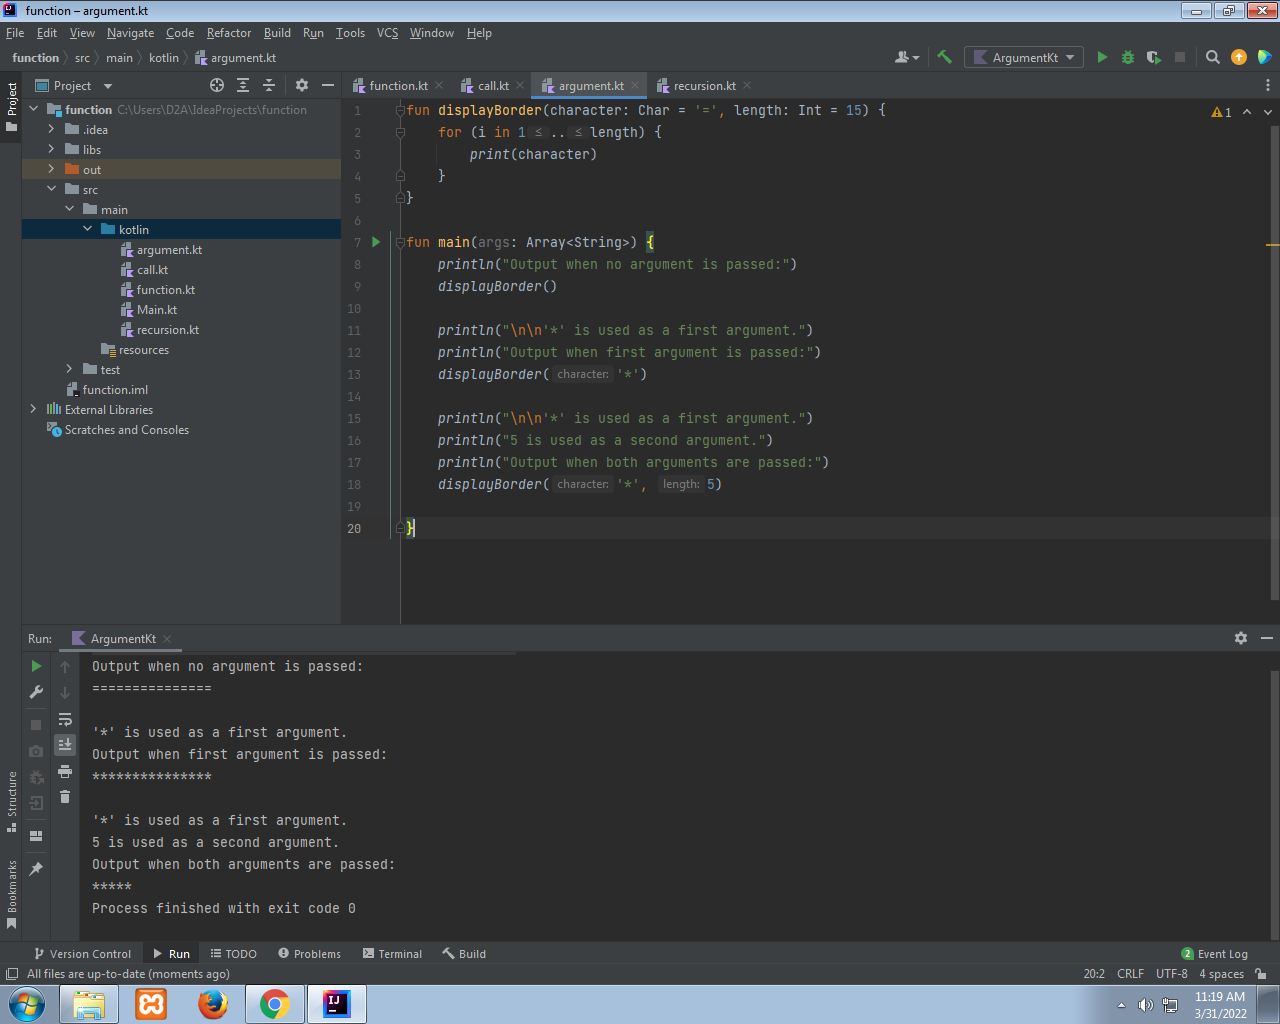 function – argument.kt
File Edit View Navigate Code Refactor Build Run Tools VCS Window Help
function src main kotlin argument.kt
ArgumentKt
Project
Project
function.kt call.kt argument.kt recursion.kt
function C:\Users\D2A\IdeaProjects\function
.idea
libs
out
src
main
kotlin
argument.kt
call.kt
function.kt
Main.kt
recursion.kt
resources
test
function.iml
External Libraries
Scratches and Consoles
1 fun displayBorder(character: Char = '=', length: Int = 15) {
2 for (i in 1 ≤ .. ≤ length) {
3 print(character)
4 }
5 }
6
7 fun main(args: Array<String>) {
8 println("Output when no argument is passed:")
9 displayBorder()
10
11 println("\n\n'*' is used as a first argument.")
12 println("Output when first argument is passed:")
13 displayBorder( character: '*')
14
15 println("\n\n'*' is used as a first argument.")
16 println("5 is used as a second argument.")
17 println("Output when both arguments are passed:")
18 displayBorder( character: '*', length: 5)
19
20 }
1
Run: ArgumentKt
Output when no argument is passed:
===============
'*' is used as a first argument.
Output when first argument is passed:
***************
'*' is used as a first argument.
5 is used as a second argument.
Output when both arguments are passed:
*****
Process finished with exit code 0
Structure
Bookmarks
Version Control Run TODO Problems Terminal Build 2 Event Log
All files are up-to-date (moments ago) 20:2 CRLF UTF-8 4 spaces
IJ
11:19 AM
3/31/2022